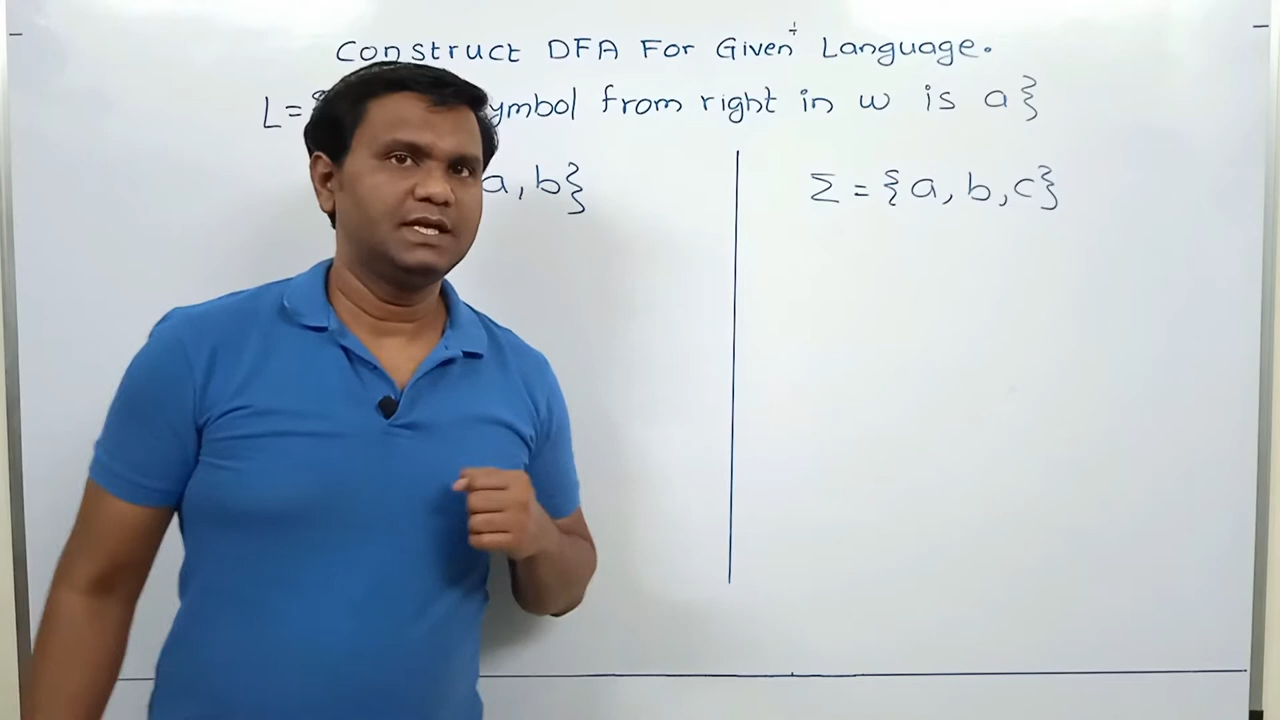 Construct DFA For Given Language.
L={ ymbol from right in w is a}
a, b}
Σ = {a, b, c}